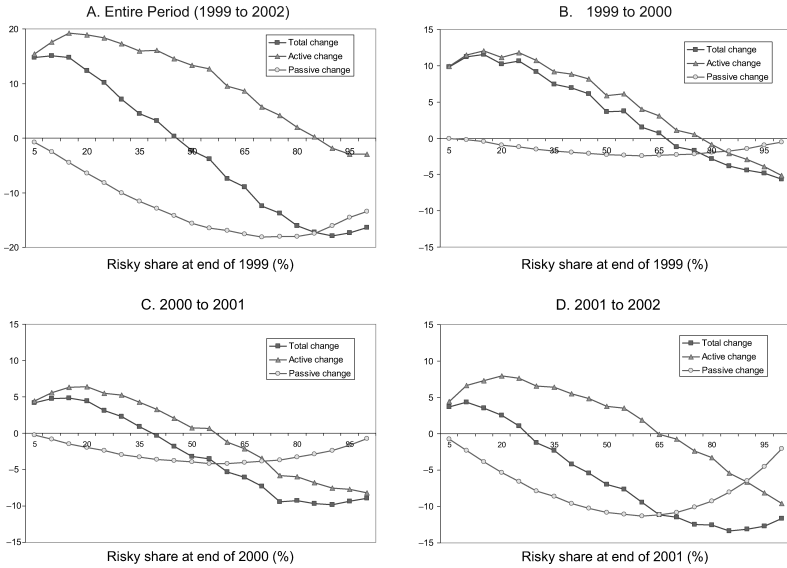 A. Entire Period (1999 to 2002)
20
15
10
5
0
–10
–20
5
20
35
50
65
80
95
Total change
Active change
Passive change
Risky share at end of 1999 (%)
B. 1999 to 2000
15
10
5
0
–5
–10
–15
5
20
35
50
65
80
95
Total change
Active change
Passive change
Risky share at end of 1999 (%)
C. 2000 to 2001
15
10
5
0
–5
–10
–15
5
20
35
50
65
80
95
Total change
Active change
Passive change
Risky share at end of 2000 (%)
D. 2001 to 2002
15
10
5
0
–5
–10
–15
5
20
35
50
65
80
95
Total change
Active change
Passive change
Risky share at end of 2001 (%)